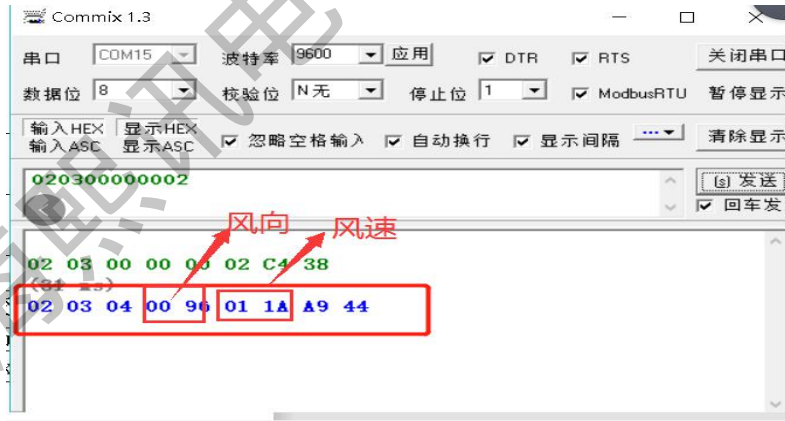 Commix 1.3
串口 COM15 波特率 9600 应用 DTR RTS 关闭串口
数据位 8 校验位 N 无 停止位 1 ModbusRTU 暂停显示
输入HEX 显示HEX
输入ASC 显示ASC 忽略空格输入 自动换行 显示间隔 ... 清除显示
020300000002 (s) 发送
回车发
风向 风速
02 03 00 00 00 02 C4 38
(31 ms)
02 03 04 00 96 01 1A A9 44